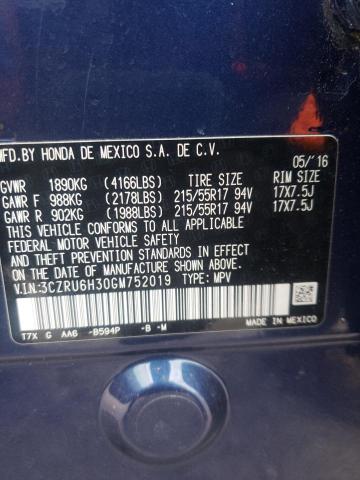 MFD.BY HONDA DE MEXICO S.A. DE C.V.
05/'16
GVWR 1890KG (4166LBS) TIRE SIZE RIM SIZE
GAWR F 988KG (2178LBS) 215/55R17 94V 17X7.5J
GAWR R 902KG (1988LBS) 215/55R17 94V 17X7.5J
THIS VEHICLE CONFORMS TO ALL APPLICABLE
FEDERAL MOTOR VEHICLE SAFETY, BUMPER,
AND THEFT PREVENTION STANDARDS IN EFFECT
ON THE DATE OF MANUFACTURE SHOWN ABOVE.
V.I.N:3CZRU6H30GM752019 TYPE: MPV
T7X G AA6 -B594P -B -M
MADE IN MEXICO